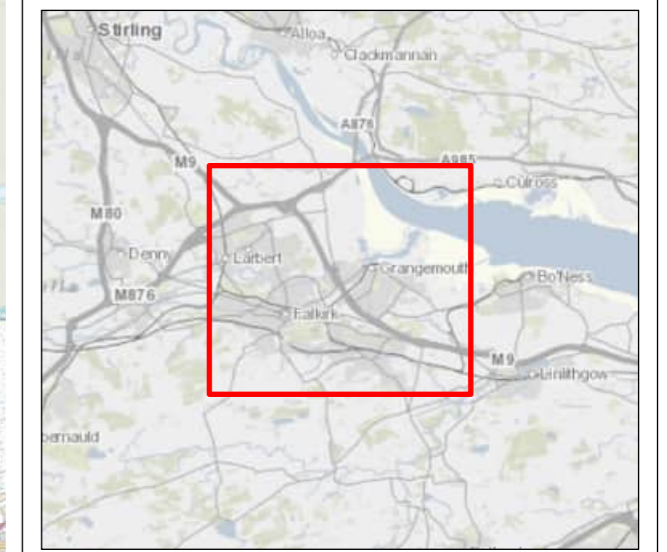 Stirling
Alloa
Clackmannan
A876
M9
A985
Culross
M80
Denny
Larbert
Grangemouth
Bo'Ness
M876
Falkirk
M9
Linlithgow
bernauld